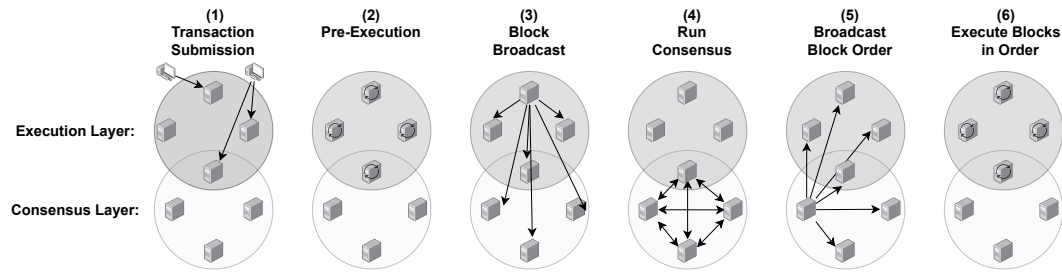 (1)
Transaction
Submission
(2)
Pre-Execution
(3)
Block
Broadcast
(4)
Run
Consensus
(5)
Broadcast
Block Order
(6)
Execute Blocks
in Order
Execution Layer:
Consensus Layer: